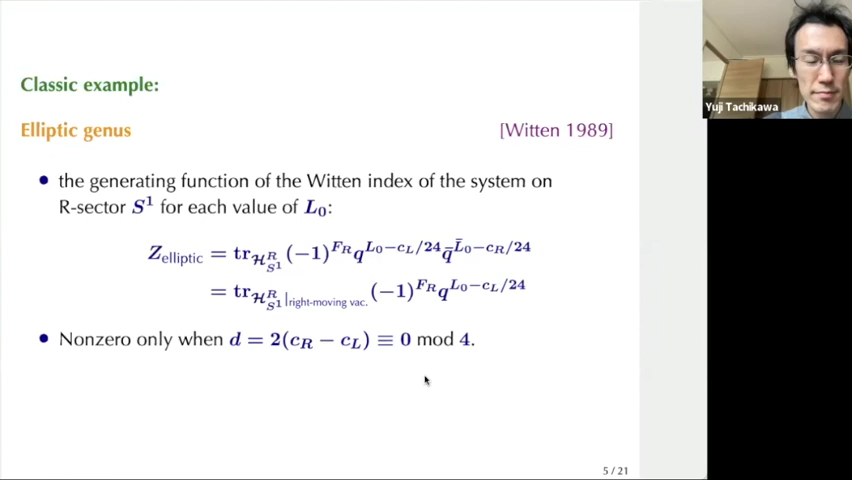 Classic example:
Elliptic genus [Witten 1989]
• the generating function of the Witten index of the system on
R-sector S¹ for each value of L₀:
Z_elliptic = tr_{𝓗^R_{S¹}} (−1)^{F_R} q^{L₀−c_L/24} q̄^{L̄₀−c_R/24}
= tr_{𝓗^R_{S¹}|right-moving vac.} (−1)^{F_R} q^{L₀−c_L/24}
• Nonzero only when d = 2(c_R − c_L) ≡ 0 mod 4.
5 / 21
Yuji Tachikawa